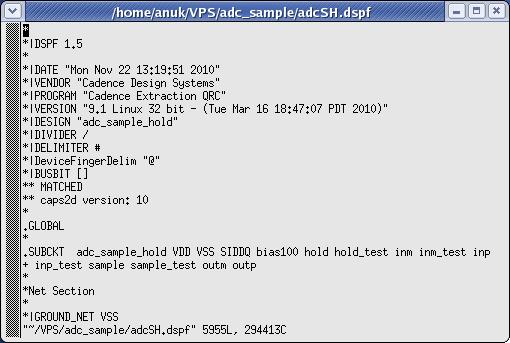 /home/anuk/VPS/adc_sample/adcSH.dspf
*
*|DSPF 1.5
*
*|DATE "Mon Nov 22 13:19:51 2010"
*|VENDOR "Cadence Design Systems"
*|PROGRAM "Cadence Extraction QRC"
*|VERSION "9.1 Linux 32 bit - (Tue Mar 16 18:47:07 PDT 2010)"
*|DESIGN "adc_sample_hold"
*|DIVIDER /
*|DELIMITER #
*|DeviceFingerDelim "@"
*|BUSBIT []
** MATCHED
** caps2d version: 10
*
.GLOBAL
*
.SUBCKT  adc_sample_hold VDD VSS SIDDQ bias100 hold hold_test inm inm_test inp
+ inp_test sample sample_test outm outp
*
*Net Section
*
*|GROUND_NET VSS
"~/VPS/adc_sample/adcSH.dspf" 5955L, 294413C